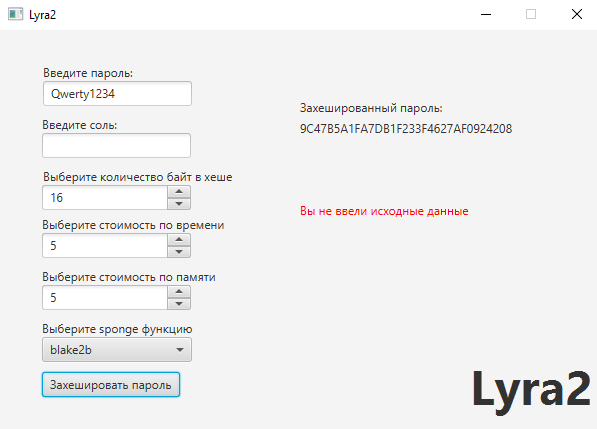 Lyra2
Введите пароль:
Qwerty1234
Введите соль:
Выберите количество байт в хеше
16
Выберите стоимость по времени
5
Выберите стоимость по памяти
5
Выберите sponge функцию
blake2b
Захешировать пароль
Захешированный пароль:
9C47B5A1FA7DB1F233F4627AF0924208
Вы не ввели исходные данные
Lyra2